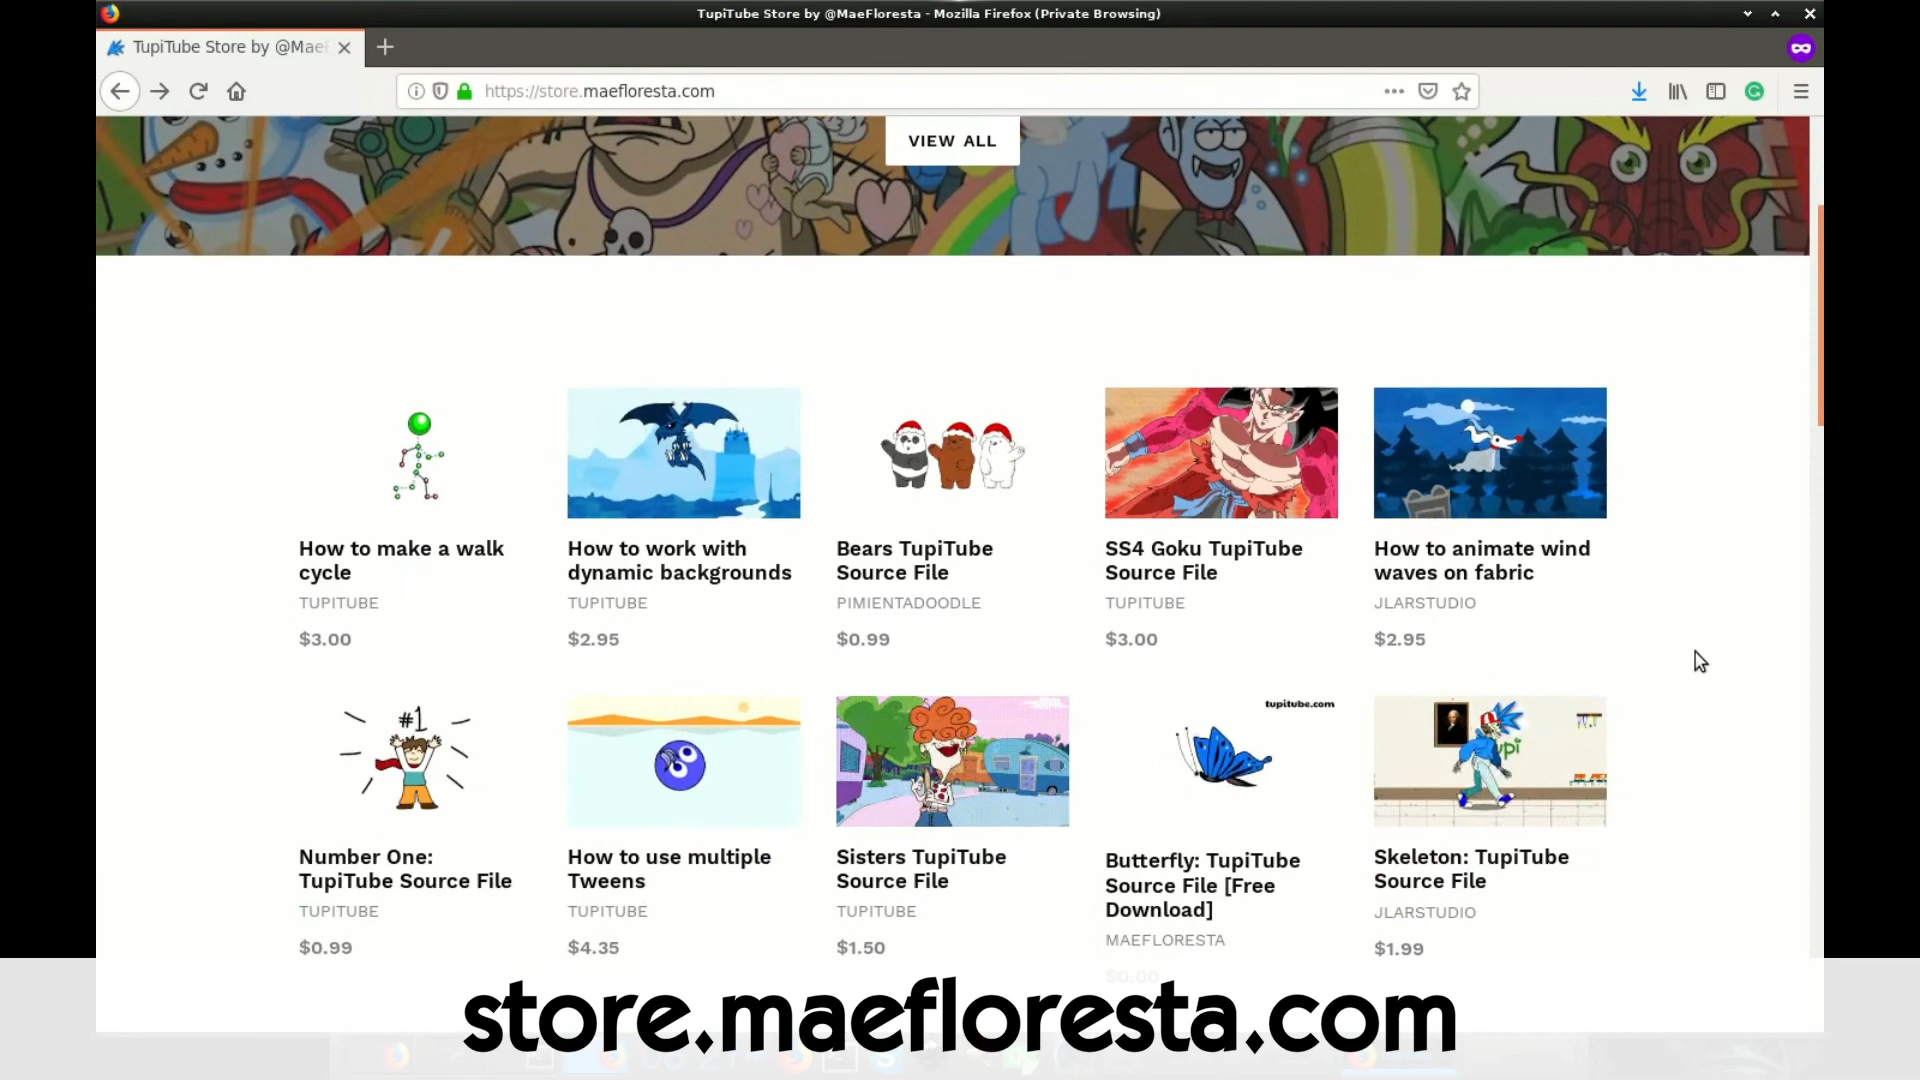 TupiTube Store by @MaeFloresta - Mozilla Firefox (Private Browsing)
TupiTube Store by @Mae
https://store.maefloresta.com
VIEW ALL
How to make a walk
cycle
TUPITUBE
$3.00
How to work with
dynamic backgrounds
TUPITUBE
$2.95
Bears TupiTube
Source File
PIMIENTADOODLE
$0.99
SS4 Goku TupiTube
Source File
TUPITUBE
$3.00
How to animate wind
waves on fabric
JLARSTUDIO
$2.95
#1
Number One:
TupiTube Source File
TUPITUBE
$0.99
How to use multiple
Tweens
TUPITUBE
$4.35
Sisters TupiTube
Source File
TUPITUBE
$1.50
tupitube.com
Butterfly: TupiTube
Source File [Free
Download]
MAEFLORESTA
$0.00
Skeleton: TupiTube
Source File
JLARSTUDIO
$1.99
store.maefloresta.com